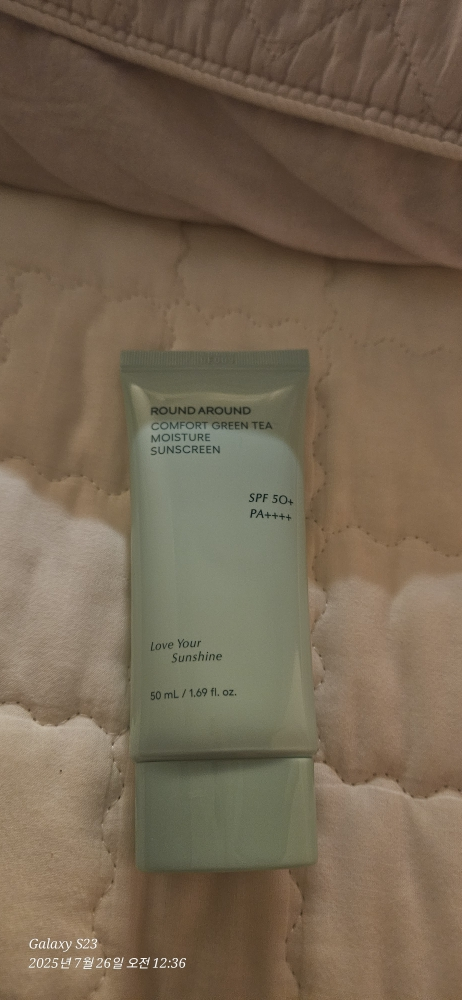 ROUND AROUND
COMFORT GREEN TEA
MOISTURE
SUNSCREEN
SPF 50+
PA++++
Love Your
Sunshine
50 mL / 1.69 fl. oz.
Galaxy S23
2025년 7월 26일 오전 12:36